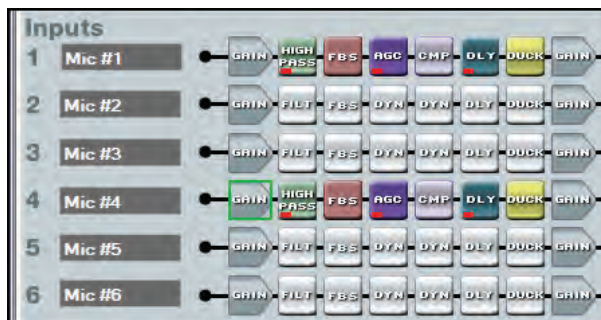 Inputs
1 Mic #1 GAIN HIGH PASS FBS AGC CMP DLY DUCK GAIN
2 Mic #2 GAIN FILT FBS DYN DYN DLY DUCK GAIN
3 Mic #3 GAIN FILT FBS DYN DYN DLY DUCK GAIN
4 Mic #4 GAIN HIGH PASS FBS AGC CMP DLY DUCK GAIN
5 Mic #5 GAIN FILT FBS DYN DYN DLY DUCK GAIN
6 Mic #6 GAIN FILT FBS DYN DYN DLY DUCK GAIN